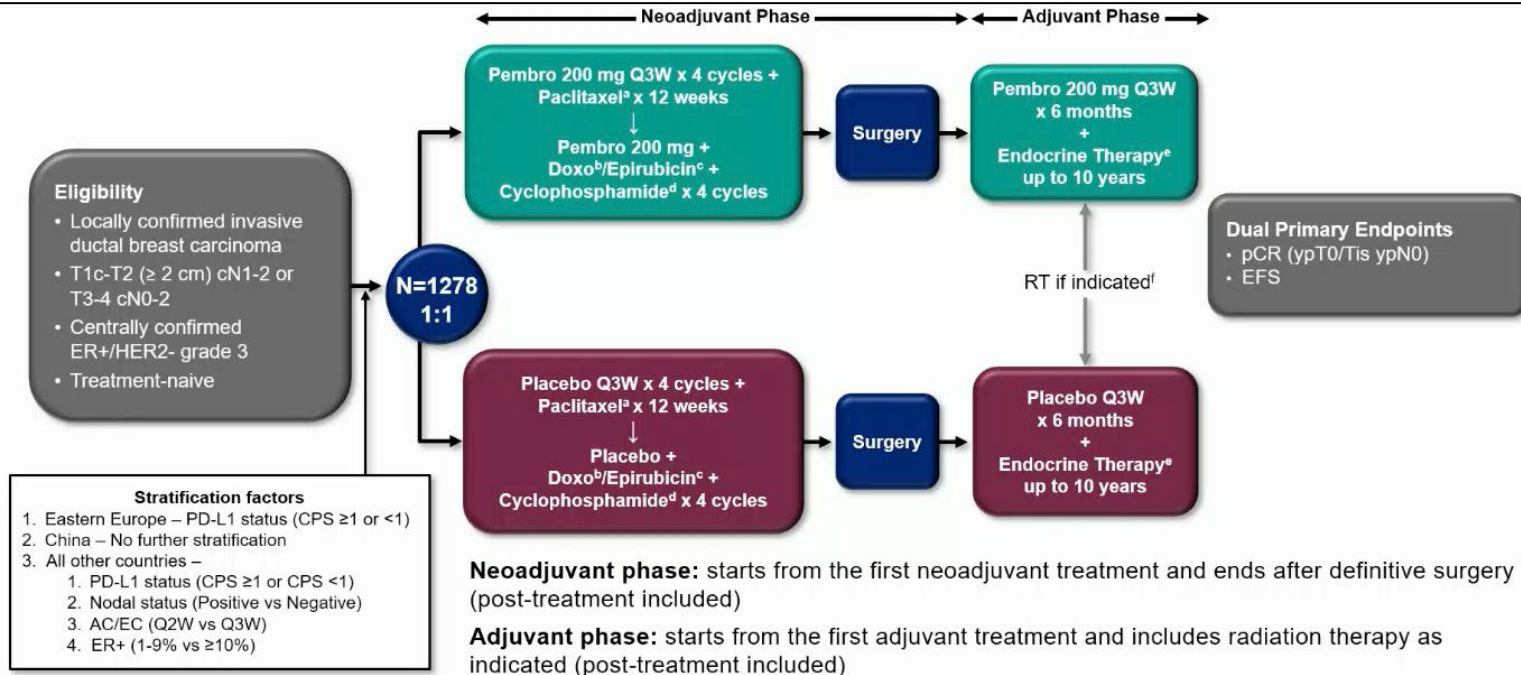 Neoadjuvant Phase
Adjuvant Phase
Eligibility
• Locally confirmed invasive
ductal breast carcinoma
• T1c-T2 (≥ 2 cm) cN1-2 or
T3-4 cN0-2
• Centrally confirmed
ER+/HER2- grade 3
• Treatment-naive
N=1278
1:1
Pembro 200 mg Q3W x 4 cycles +
Paclitaxelᵃ x 12 weeks
↓
Pembro 200 mg +
Doxoᵇ/Epirubicinᶜ +
Cyclophosphamideᵈ x 4 cycles
Surgery
Pembro 200 mg Q3W
x 6 months
+
Endocrine Therapyᵉ
up to 10 years
RT if indicatedᶠ
Placebo Q3W x 4 cycles +
Paclitaxelᵃ x 12 weeks
↓
Placebo +
Doxoᵇ/Epirubicinᶜ +
Cyclophosphamideᵈ x 4 cycles
Surgery
Placebo Q3W
x 6 months
+
Endocrine Therapyᵉ
up to 10 years
Dual Primary Endpoints
• pCR (ypT0/Tis ypN0)
• EFS
Stratification factors
1. Eastern Europe – PD-L1 status (CPS ≥1 or <1)
2. China – No further stratification
3. All other countries –
1. PD-L1 status (CPS ≥1 or CPS <1)
2. Nodal status (Positive vs Negative)
3. AC/EC (Q2W vs Q3W)
4. ER+ (1-9% vs ≥10%)
Neoadjuvant phase: starts from the first neoadjuvant treatment and ends after definitive surgery
(post-treatment included)
Adjuvant phase: starts from the first adjuvant treatment and includes radiation therapy as
indicated (post-treatment included)